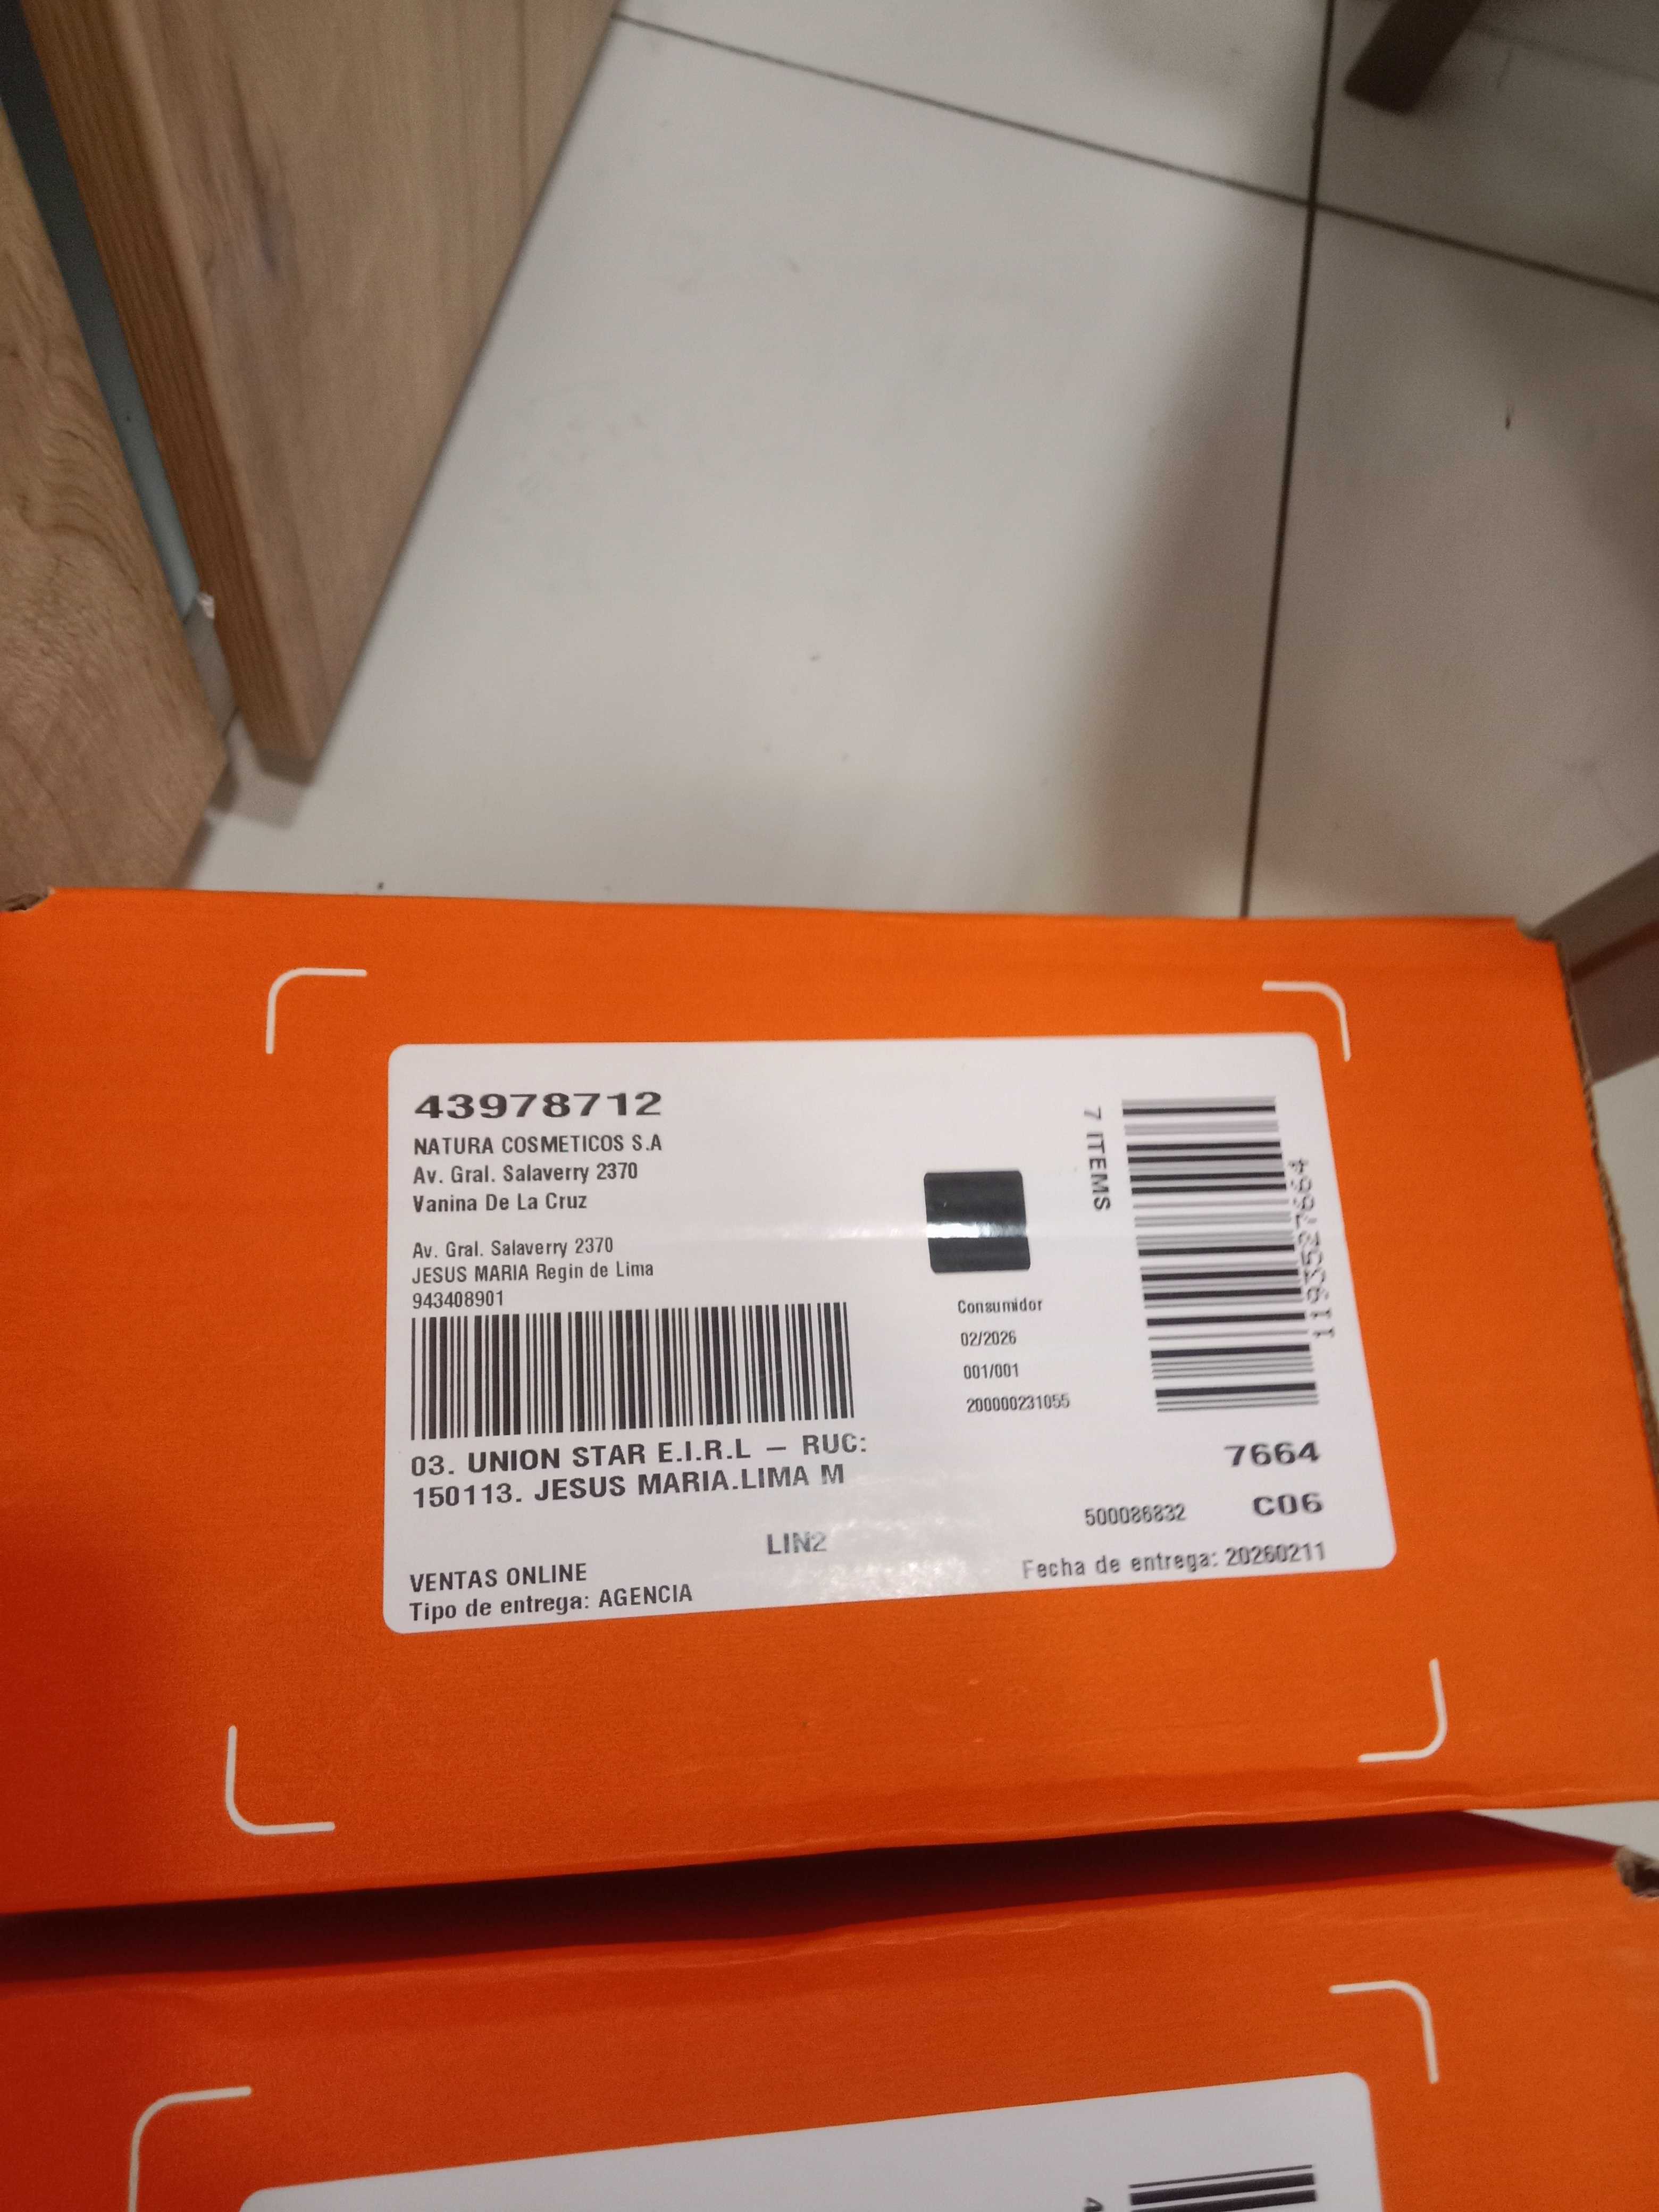 43978712
NATURA COSMETICOS S.A
Av. Gral. Salaverry 2370
Vanina De La Cruz
Av. Gral. Salaverry 2370
JESUS MARIA Regin de Lima
943408901
03. UNION STAR E.I.R.L – RUC:
150113. JESUS MARIA.LIMA M
LIN2
VENTAS ONLINE
Tipo de entrega: AGENCIA
Consumidor
02/2026
001/001
200000231055
7 ITEMS
7664
500086832 C06
Fecha de entrega: 20260211